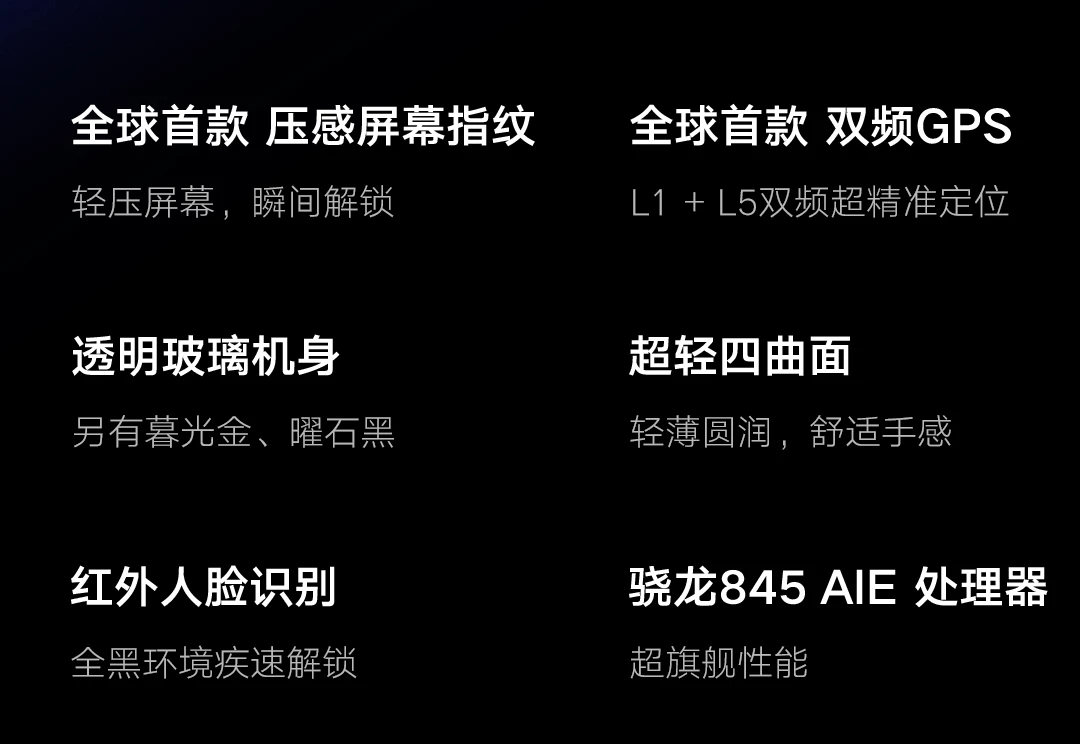 全球首款 压感屏幕指纹
轻压屏幕，瞬间解锁
全球首款 双频GPS
L1 + L5双频超精准定位
透明玻璃机身
另有暮光金、曜石黑
超轻四曲面
轻薄圆润，舒适手感
红外人脸识别
全黑环境疾速解锁
骁龙845 AIE 处理器
超旗舰性能